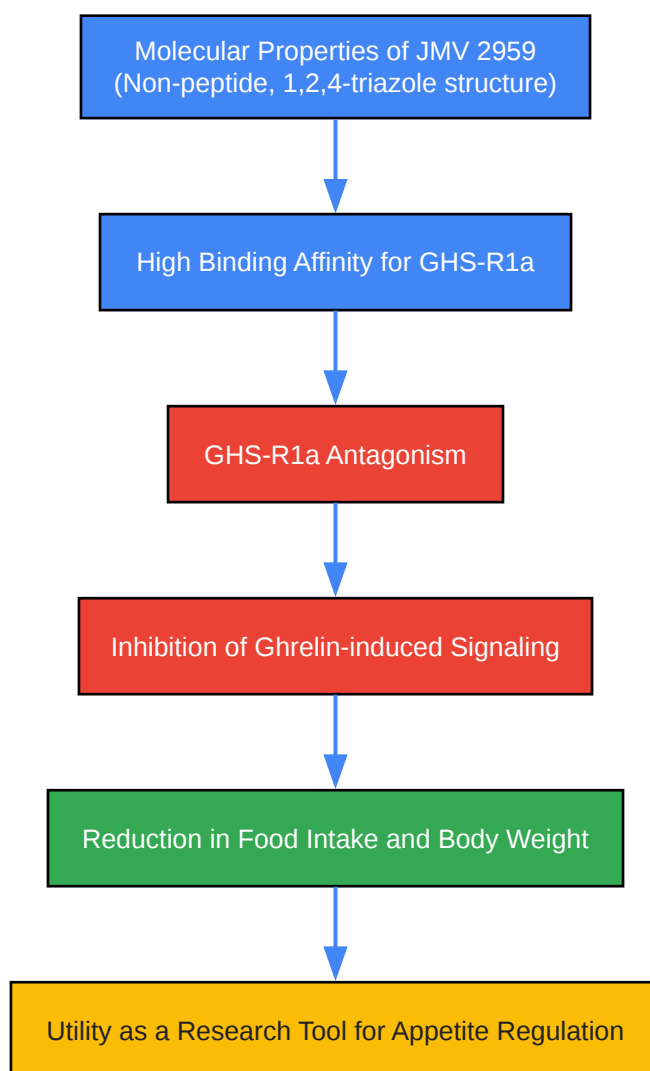 Molecular Properties of JMV 2959
(Non-peptide, 1,2,4-triazole structure)
High Binding Affinity for GHS-R1a
GHS-R1a Antagonism
Inhibition of Ghrelin-induced Signaling
Reduction in Food Intake and Body Weight
Utility as a Research Tool for Appetite Regulation